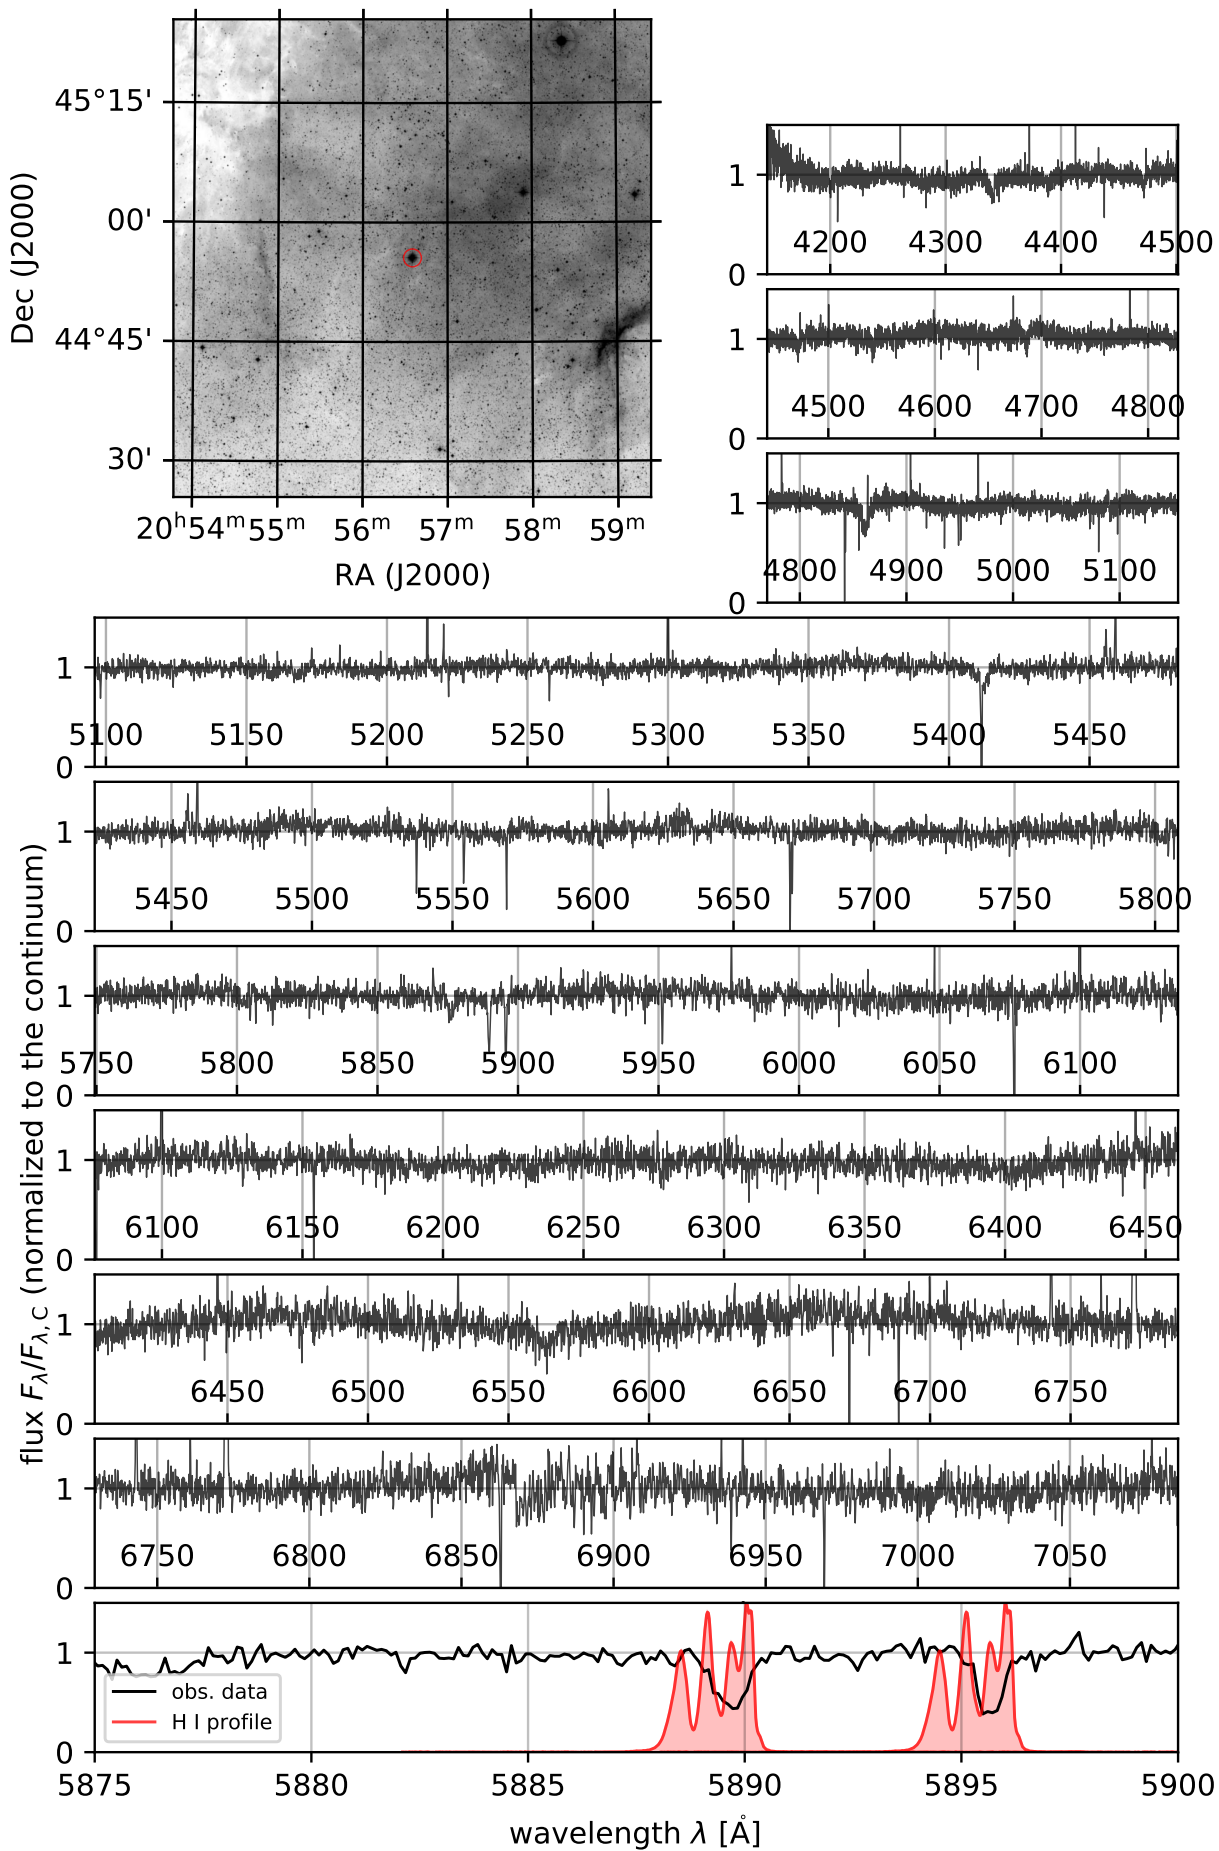 45°15'
00'
44°45'
30'
Dec (J2000)
20h54m 55m 56m 57m 58m 59m
RA (J2000)
1
0
4200 4300 4400 4500
1
0
4500 4600 4700 4800
1
0
4800 4900 5000 5100
1
0
5100 5150 5200 5250 5300 5350 5400 5450
1
0
5450 5500 5550 5600 5650 5700 5750 5800
1
0
5750 5800 5850 5900 5950 6000 6050 6100
1
0
6100 6150 6200 6250 6300 6350 6400 6450
1
0
6450 6500 6550 6600 6650 6700 6750
1
0
6750 6800 6850 6900 6950 7000 7050
flux Fλ/Fλ,C (normalized to the continuum)
1
0
obs. data
H I profile
5875 5880 5885 5890 5895 5900
wavelength λ [Å]